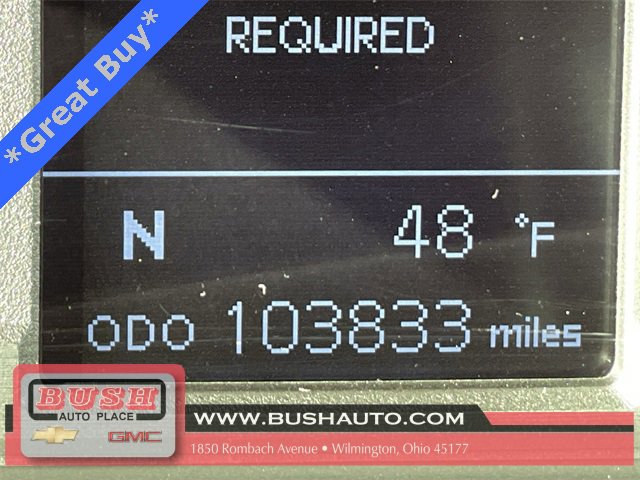 *Great Buy*
REQUIRED
N 48 °F
ODO 103833 miles
BUSH
AUTO PLACE
GMC
WWW.BUSHAUTO.COM
1850 Rombach Avenue • Wilmington, Ohio 45177